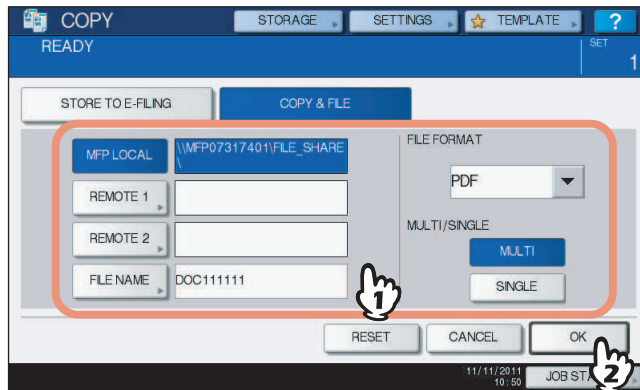 COPY
STORAGE
SETTINGS
TEMPLATE
?
READY
SET
1
STORE TO E-FILING
COPY & FILE
MFP LOCAL
\\MFP07317401\FILE_SHARE
\
FILE FORMAT
PDF
REMOTE 1
REMOTE 2
MULTI/SINGLE
MULTI
FILE NAME
DOC111111
SINGLE
1
RESET
CANCEL
OK
2
11/11/2011
10:50
JOB ST